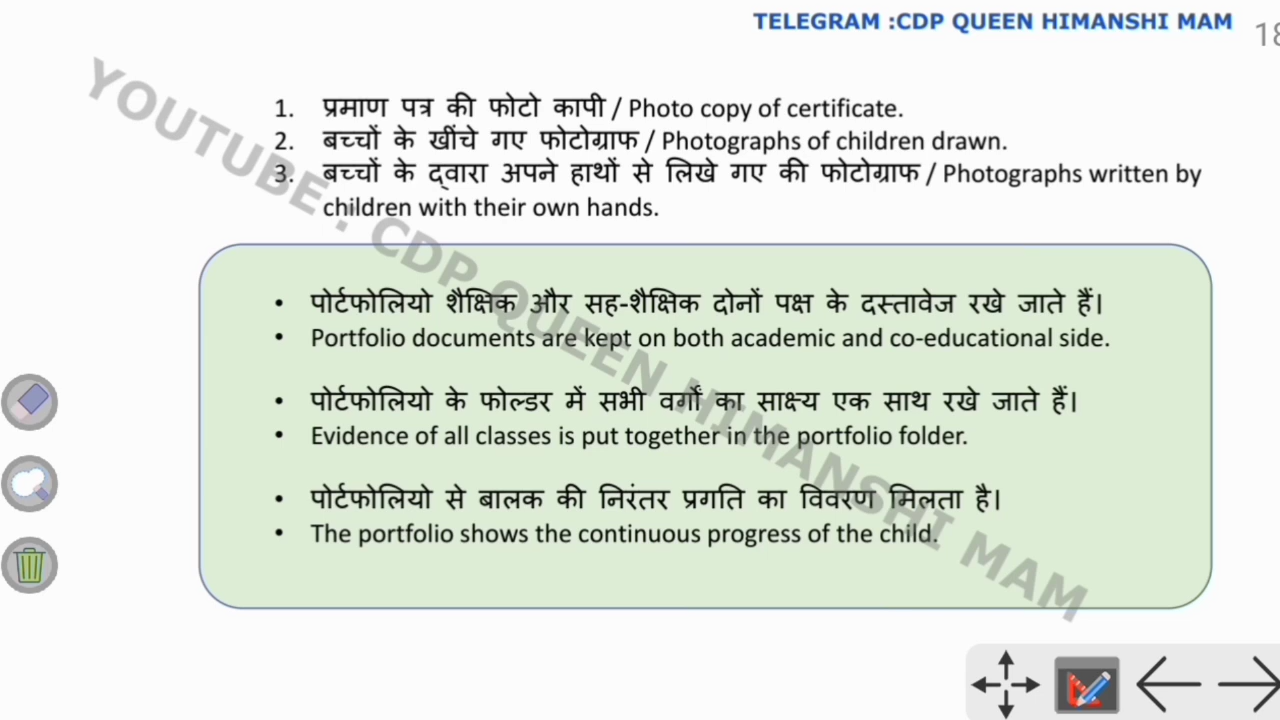 TELEGRAM :CDP QUEEN HIMANSHI MAM
18
1. प्रमाण पत्र की फोटो कापी / Photo copy of certificate.
2. बच्चों के खींचे गए फोटोग्राफ / Photographs of children drawn.
3. बच्चों के द्वारा अपने हाथों से लिखे गए की फोटोग्राफ / Photographs written by
children with their own hands.
• पोर्टफोलियो शैक्षिक और सह-शैक्षिक दोनों पक्ष के दस्तावेज रखे जाते हैं।
• Portfolio documents are kept on both academic and co-educational side.
• पोर्टफोलियो के फोल्डर में सभी वर्गों का साक्ष्य एक साथ रखे जाते हैं।
• Evidence of all classes is put together in the portfolio folder.
• पोर्टफोलियो से बालक की निरंतर प्रगति का विवरण मिलता है।
• The portfolio shows the continuous progress of the child.
YOUTUBE : CDP QUEEN HIMANSHI MAM